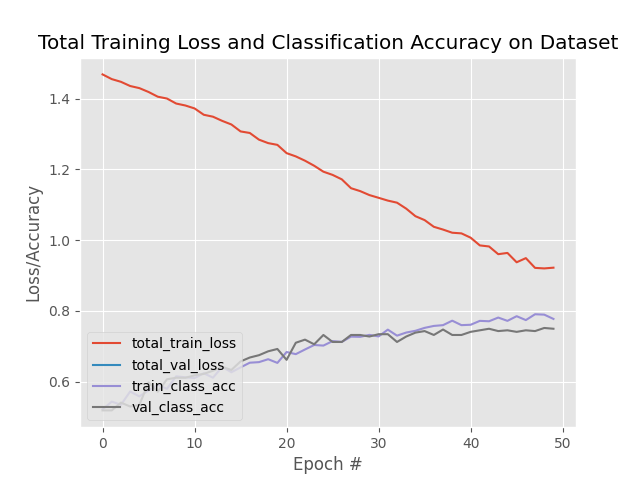 Total Training Loss and Classification Accuracy on Dataset
Loss/Accuracy
1.4
1.2
1.0
0.8
0.6
total_train_loss
total_val_loss
train_class_acc
val_class_acc
0 10 20 30 40 50
Epoch #